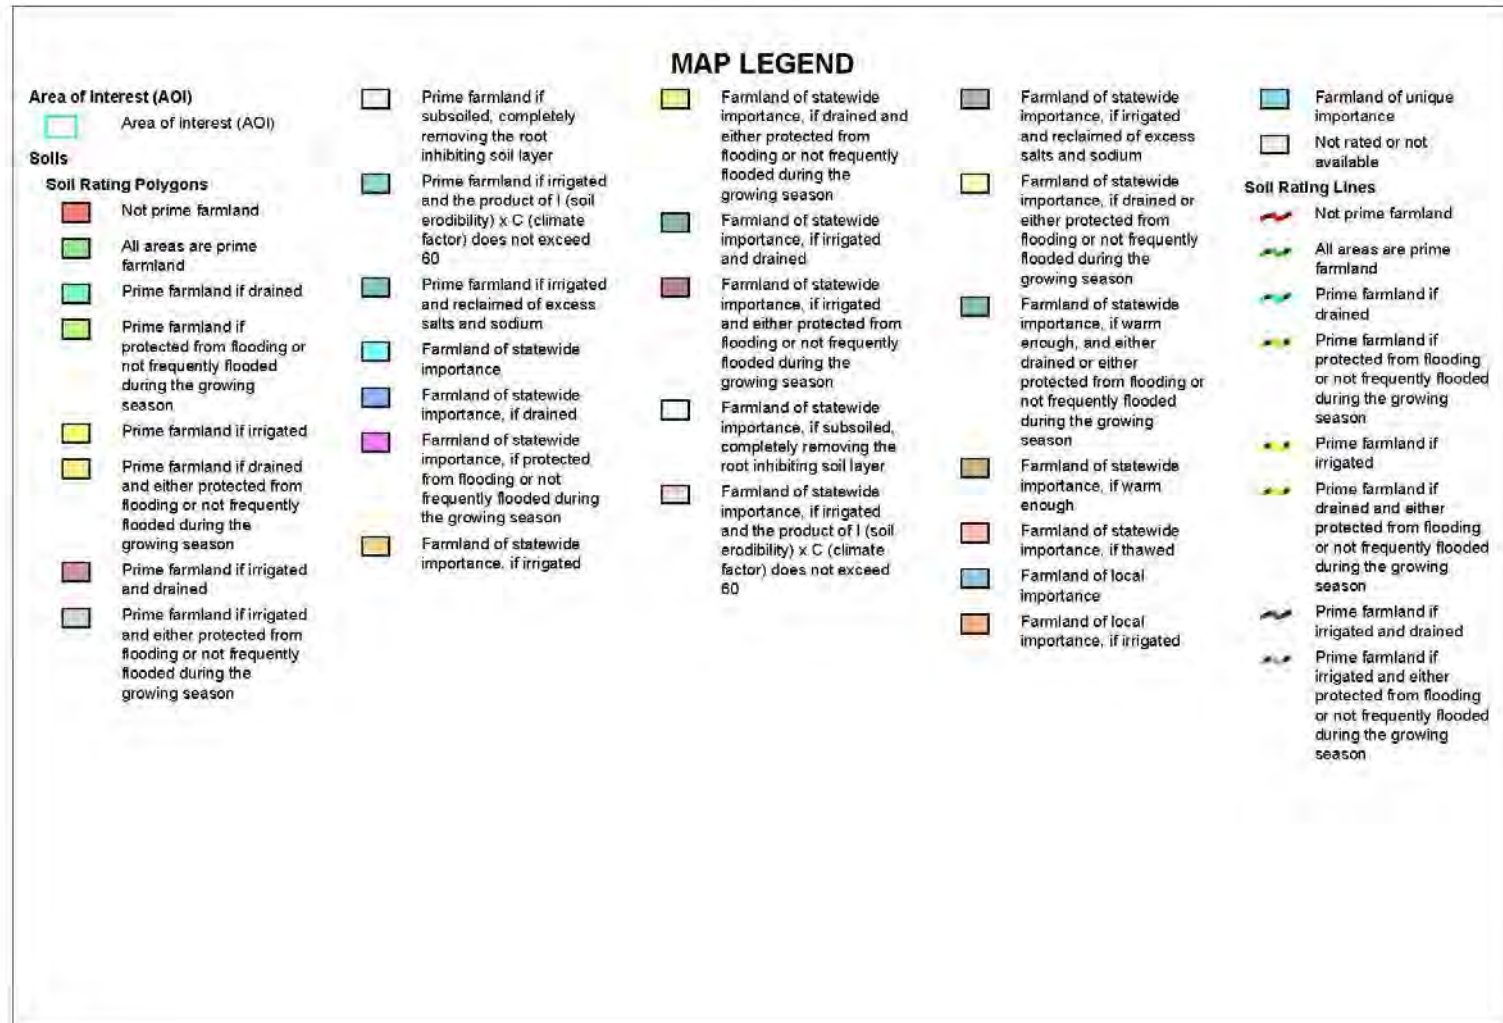 MAP LEGEND
Area of Interest (AOI)
Area of Interest (AOI)
Soils
Soil Rating Polygons
Not prime farmland
All areas are prime
farmland
Prime farmland if drained
Prime farmland if
protected from flooding or
not frequently flooded
during the growing
season
Prime farmland if irrigated
Prime farmland if drained
and either protected from
flooding or not frequently
flooded during the
growing season
Prime farmland if irrigated
and drained
Prime farmland if irrigated
and either protected from
flooding or not frequently
flooded during the
growing season
Prime farmland if
subsoiled, completely
removing the root
inhibiting soil layer
Prime farmland if irrigated
and the product of I (soil
erodibility) x C (climate
factor) does not exceed
60
Prime farmland if irrigated
and reclaimed of excess
salts and sodium
Farmland of statewide
importance
Farmland of statewide
importance, if drained
Farmland of statewide
importance, if protected
from flooding or not
frequently flooded during
the growing season
Farmland of statewide
importance, if irrigated
Farmland of statewide
importance, if drained and
either protected from
flooding or not frequently
flooded during the
growing season
Farmland of statewide
importance, if irrigated
and drained
Farmland of statewide
importance, if irrigated
and either protected from
flooding or not frequently
flooded during the
growing season
Farmland of statewide
importance, if subsoiled,
completely removing the
root inhibiting soil layer
Farmland of statewide
importance, if irrigated
and the product of I (soil
erodibility) x C (climate
factor) does not exceed
60
Farmland of statewide
importance, if irrigated
and reclaimed of excess
salts and sodium
Farmland of statewide
importance, if drained or
either protected from
flooding or not frequently
flooded during the
growing season
Farmland of statewide
importance, if warm
enough, and either
drained or either
protected from flooding or
not frequently flooded
during the growing
season
Farmland of statewide
importance, if warm
enough
Farmland of statewide
importance, if thawed
Farmland of local
importance
Farmland of local
importance, if irrigated
Farmland of unique
importance
Not rated or not
available
Soil Rating Lines
Not prime farmland
All areas are prime
farmland
Prime farmland if
drained
Prime farmland if
protected from flooding
or not frequently flooded
during the growing
season
Prime farmland if
irrigated
Prime farmland if
drained and either
protected from flooding
or not frequently flooded
during the growing
season
Prime farmland if
irrigated and drained
Prime farmland if
irrigated and either
protected from flooding
or not frequently flooded
during the growing
season